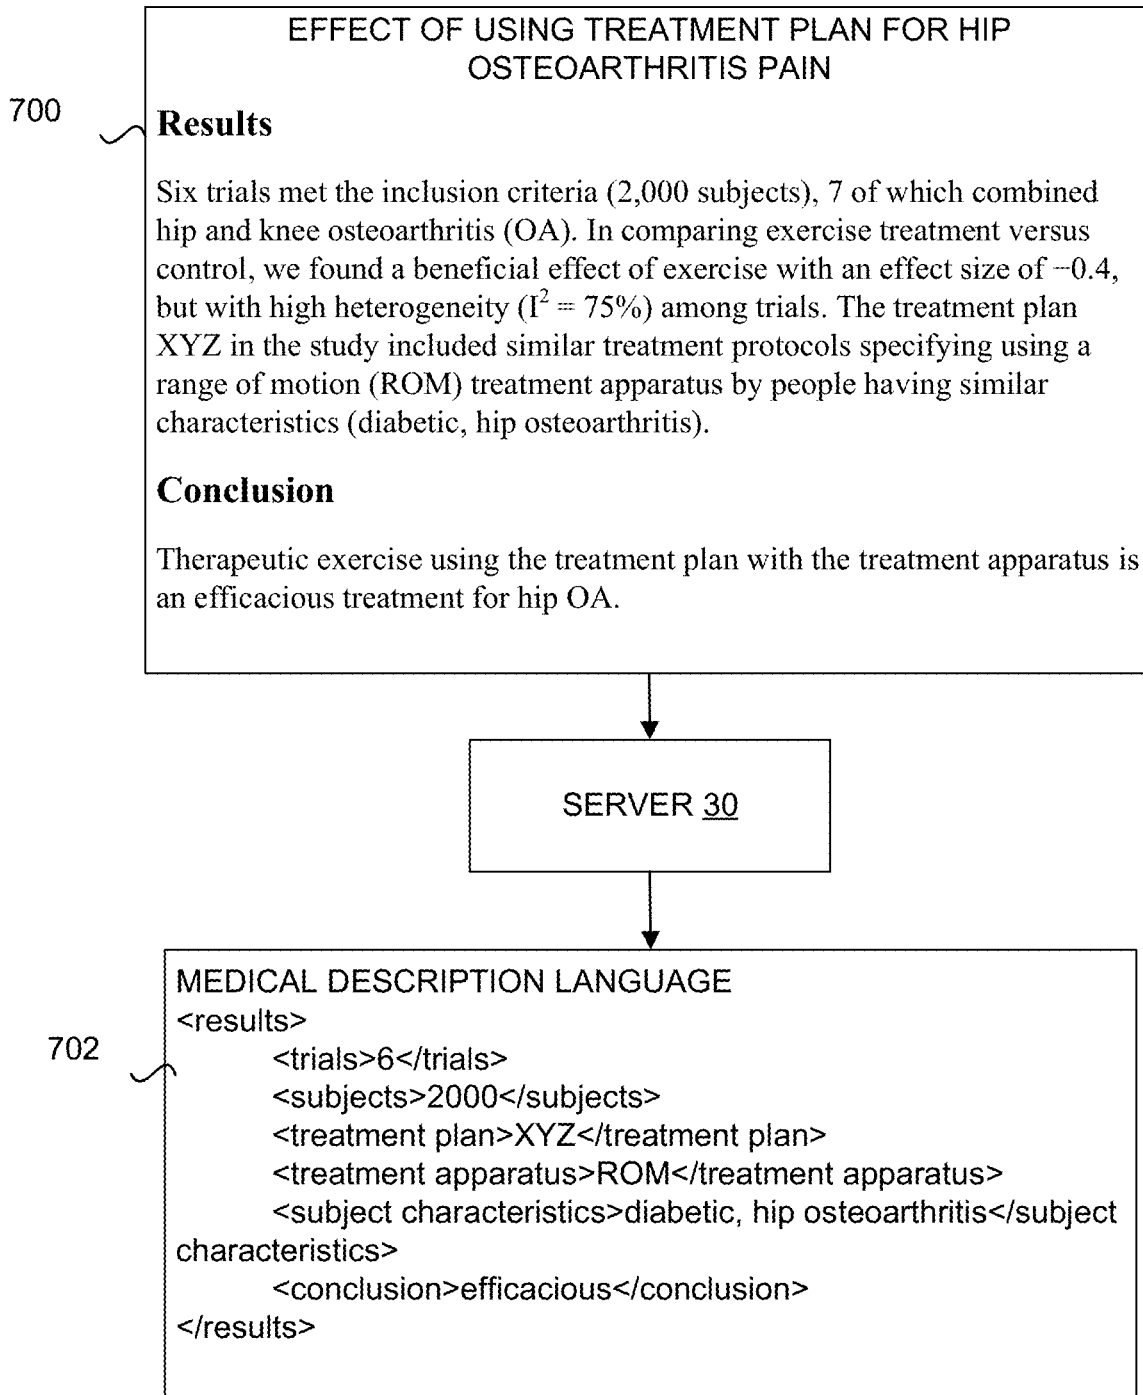 EFFECT OF USING TREATMENT PLAN FOR HIP
OSTEOARTHRITIS PAIN
700
Results
Six trials met the inclusion criteria (2,000 subjects), 7 of which combined
hip and knee osteoarthritis (OA). In comparing exercise treatment versus
control, we found a beneficial effect of exercise with an effect size of −0.4,
but with high heterogeneity (I² = 75%) among trials. The treatment plan
XYZ in the study included similar treatment protocols specifying using a
range of motion (ROM) treatment apparatus by people having similar
characteristics (diabetic, hip osteoarthritis).
Conclusion
Therapeutic exercise using the treatment plan with the treatment apparatus is
an efficacious treatment for hip OA.
SERVER 30
702
MEDICAL DESCRIPTION LANGUAGE
<results>
<trials>6</trials>
<subjects>2000</subjects>
<treatment plan>XYZ</treatment plan>
<treatment apparatus>ROM</treatment apparatus>
<subject characteristics>diabetic, hip osteoarthritis</subject
characteristics>
<conclusion>efficacious</conclusion>
</results>